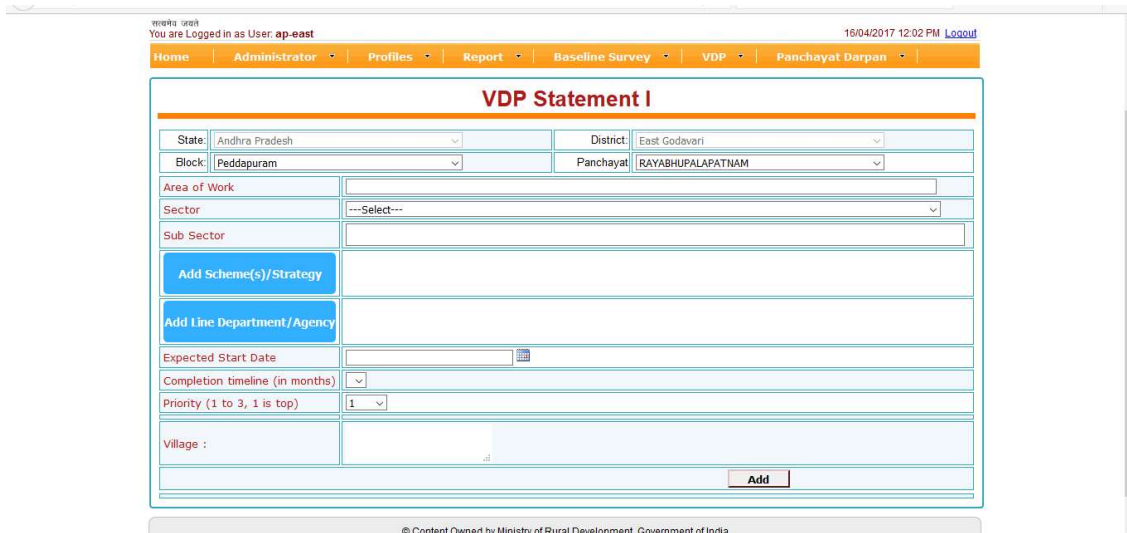 सत्यमेव जयते
You are Logged in as User: ap-east 16/04/2017 12:02 PM Logout
Home Administrator Profiles Report Baseline Survey VDP Panchayat Darpan
VDP Statement I
State: Andhra Pradesh District: East Godavari
Block: Peddapuram Panchayat RAYABHUPALAPATNAM
Area of Work
Sector ---Select---
Sub Sector
Add Scheme(s)/Strategy
Add Line Department/Agency
Expected Start Date
Completion timeline (in months)
Priority (1 to 3, 1 is top) 1
Village :
Add
© Content Owned by Ministry of Rural Development, Government of India